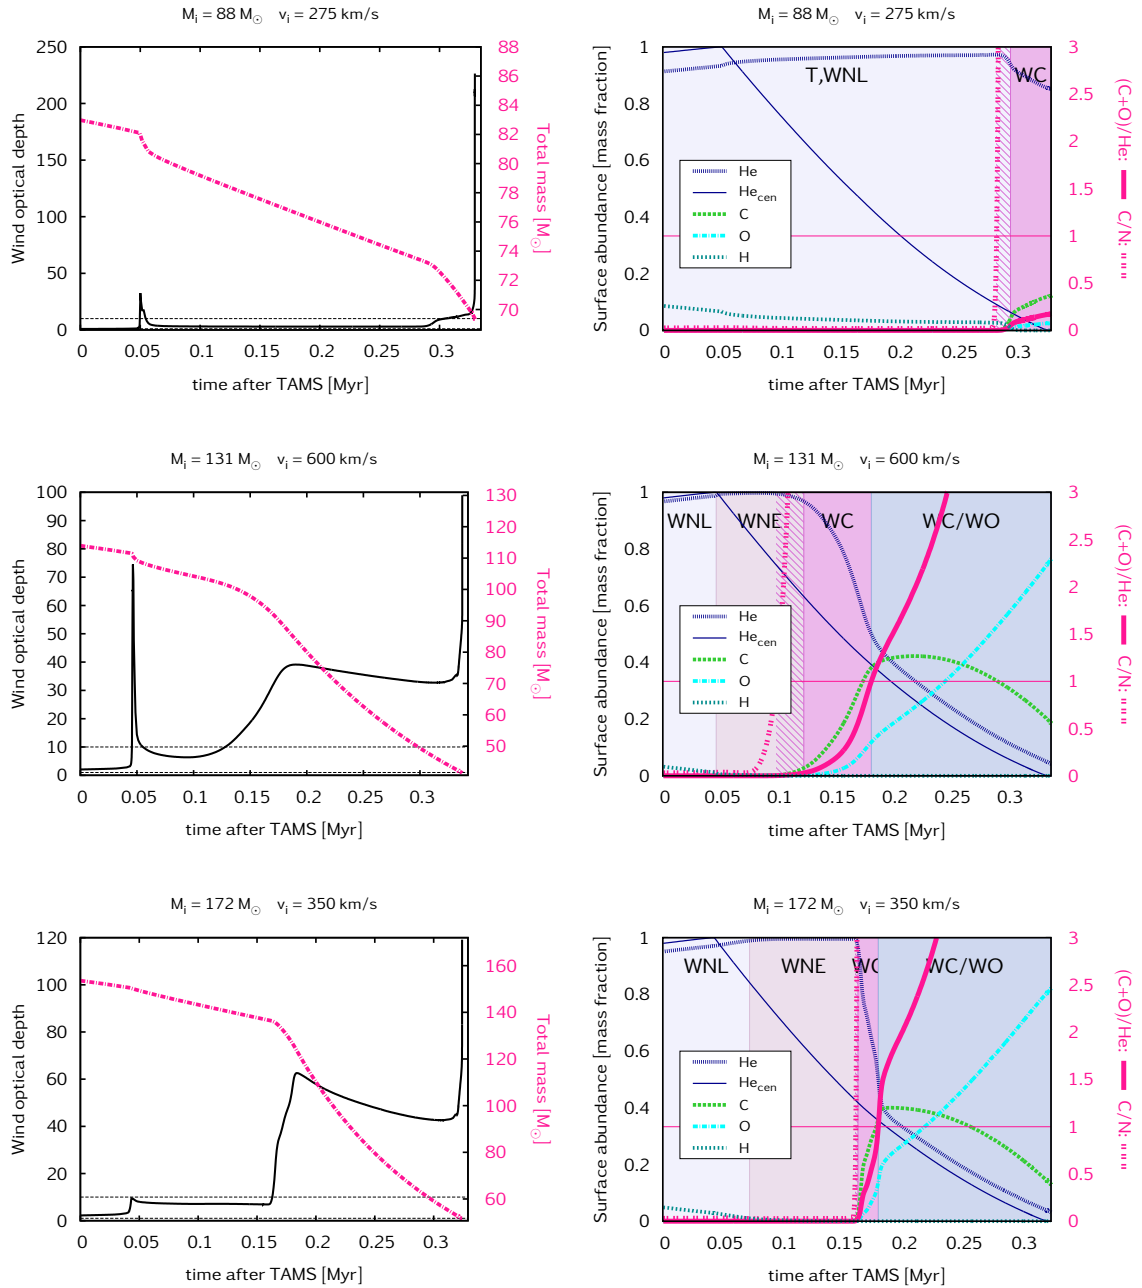 M_i = 88 M_☉ v_i = 275 km/s
250
200
150
100
50
0
Wind optical depth
88
86
84
82
80
78
76
74
72
70
Total mass [M_☉]
0 0.05 0.1 0.15 0.2 0.25 0.3
time after TAMS [Myr]
M_i = 88 M_☉ v_i = 275 km/s
1
0.8
0.6
0.4
0.2
0
Surface abundance [mass fraction]
T,WNL WC
He
He_cen
C
O
H
3
2.5
2
1.5
1
0.5
0
(C+O)/He: C/N:
0 0.05 0.1 0.15 0.2 0.25 0.3
time after TAMS [Myr]
M_i = 131 M_☉ v_i = 600 km/s
100
90
80
70
60
50
40
30
20
10
0
Wind optical depth
130
120
110
100
90
80
70
60
50
Total mass [M_☉]
0 0.05 0.1 0.15 0.2 0.25 0.3
time after TAMS [Myr]
M_i = 131 M_☉ v_i = 600 km/s
1
0.8
0.6
0.4
0.2
0
Surface abundance [mass fraction]
WNL WNE WC WC/WO
He
He_cen
C
O
H
3
2.5
2
1.5
1
0.5
0
(C+O)/He: C/N:
0 0.05 0.1 0.15 0.2 0.25 0.3
time after TAMS [Myr]
M_i = 172 M_☉ v_i = 350 km/s
120
100
80
60
40
20
0
Wind optical depth
160
140
120
100
80
60
Total mass [M_☉]
0 0.05 0.1 0.15 0.2 0.25 0.3
time after TAMS [Myr]
M_i = 172 M_☉ v_i = 350 km/s
1
0.8
0.6
0.4
0.2
0
Surface abundance [mass fraction]
WNL WNE WC WC/WO
He
He_cen
C
O
H
3
2.5
2
1.5
1
0.5
0
(C+O)/He: C/N:
0 0.05 0.1 0.15 0.2 0.25 0.3
time after TAMS [Myr]